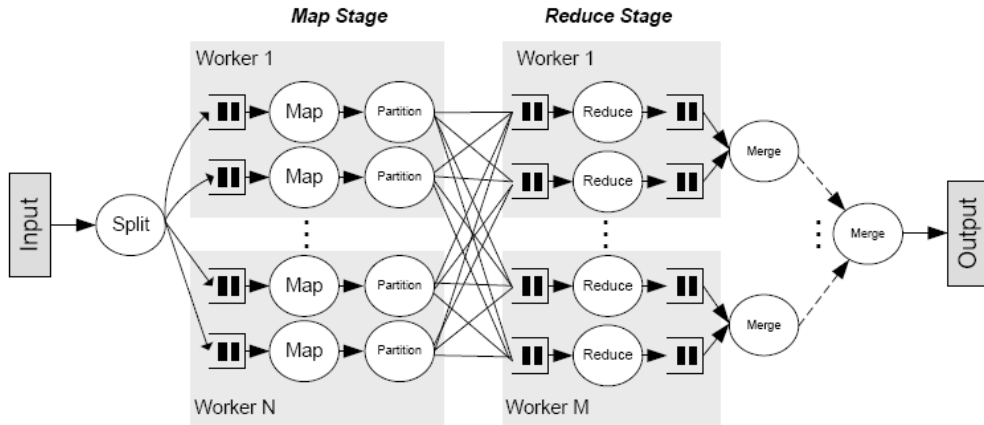 Map Stage
Reduce Stage
Worker 1
Worker 1
Map
Partition
Reduce
Map
Partition
Reduce
Merge
Input
Split
Merge
Output
Map
Partition
Reduce
Map
Partition
Reduce
Merge
Worker N
Worker M